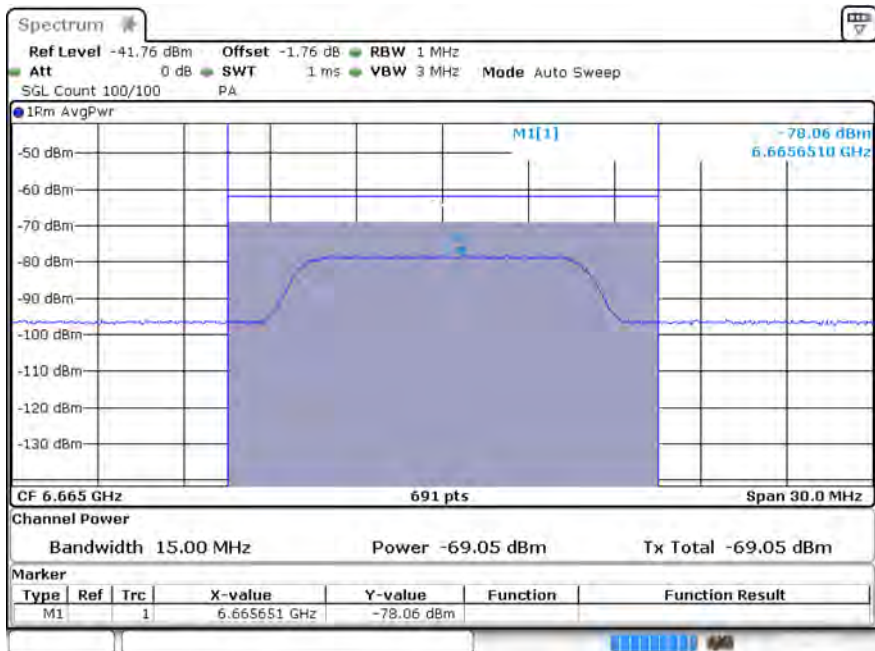 Spectrum
Ref Level -41.76 dBm Offset -1.76 dB RBW 1 MHz
Att 0 dB SWT 1 ms VBW 3 MHz Mode Auto Sweep
SGL Count 100/100 PA
1Rm AvgPwr
M1[1] -78.06 dBm
6.6656510 GHz
-50 dBm
-60 dBm
-70 dBm
-80 dBm
-90 dBm
-100 dBm
-110 dBm
-120 dBm
-130 dBm
CF 6.665 GHz 691 pts Span 30.0 MHz
Channel Power
Bandwidth 15.00 MHz Power -69.05 dBm Tx Total -69.05 dBm
Marker
Type Ref Trc X-value Y-value Function Function Result
M1 1 6.665651 GHz -78.06 dBm